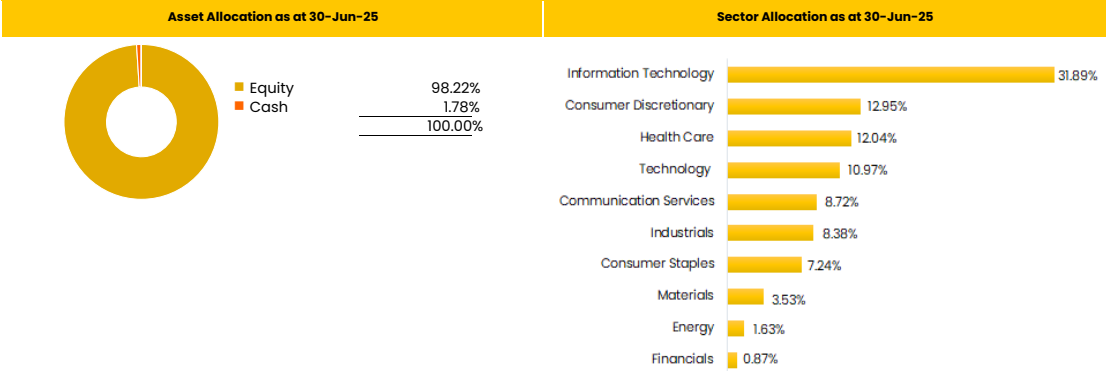 Asset Allocation as at 30-Jun-25
Equity 98.22%
Cash 1.78%
100.00%
Sector Allocation as at 30-Jun-25
Information Technology 31.89%
Consumer Discretionary 12.95%
Health Care 12.04%
Technology 10.97%
Communication Services 8.72%
Industrials 8.38%
Consumer Staples 7.24%
Materials 3.53%
Energy 1.63%
Financials 0.87%